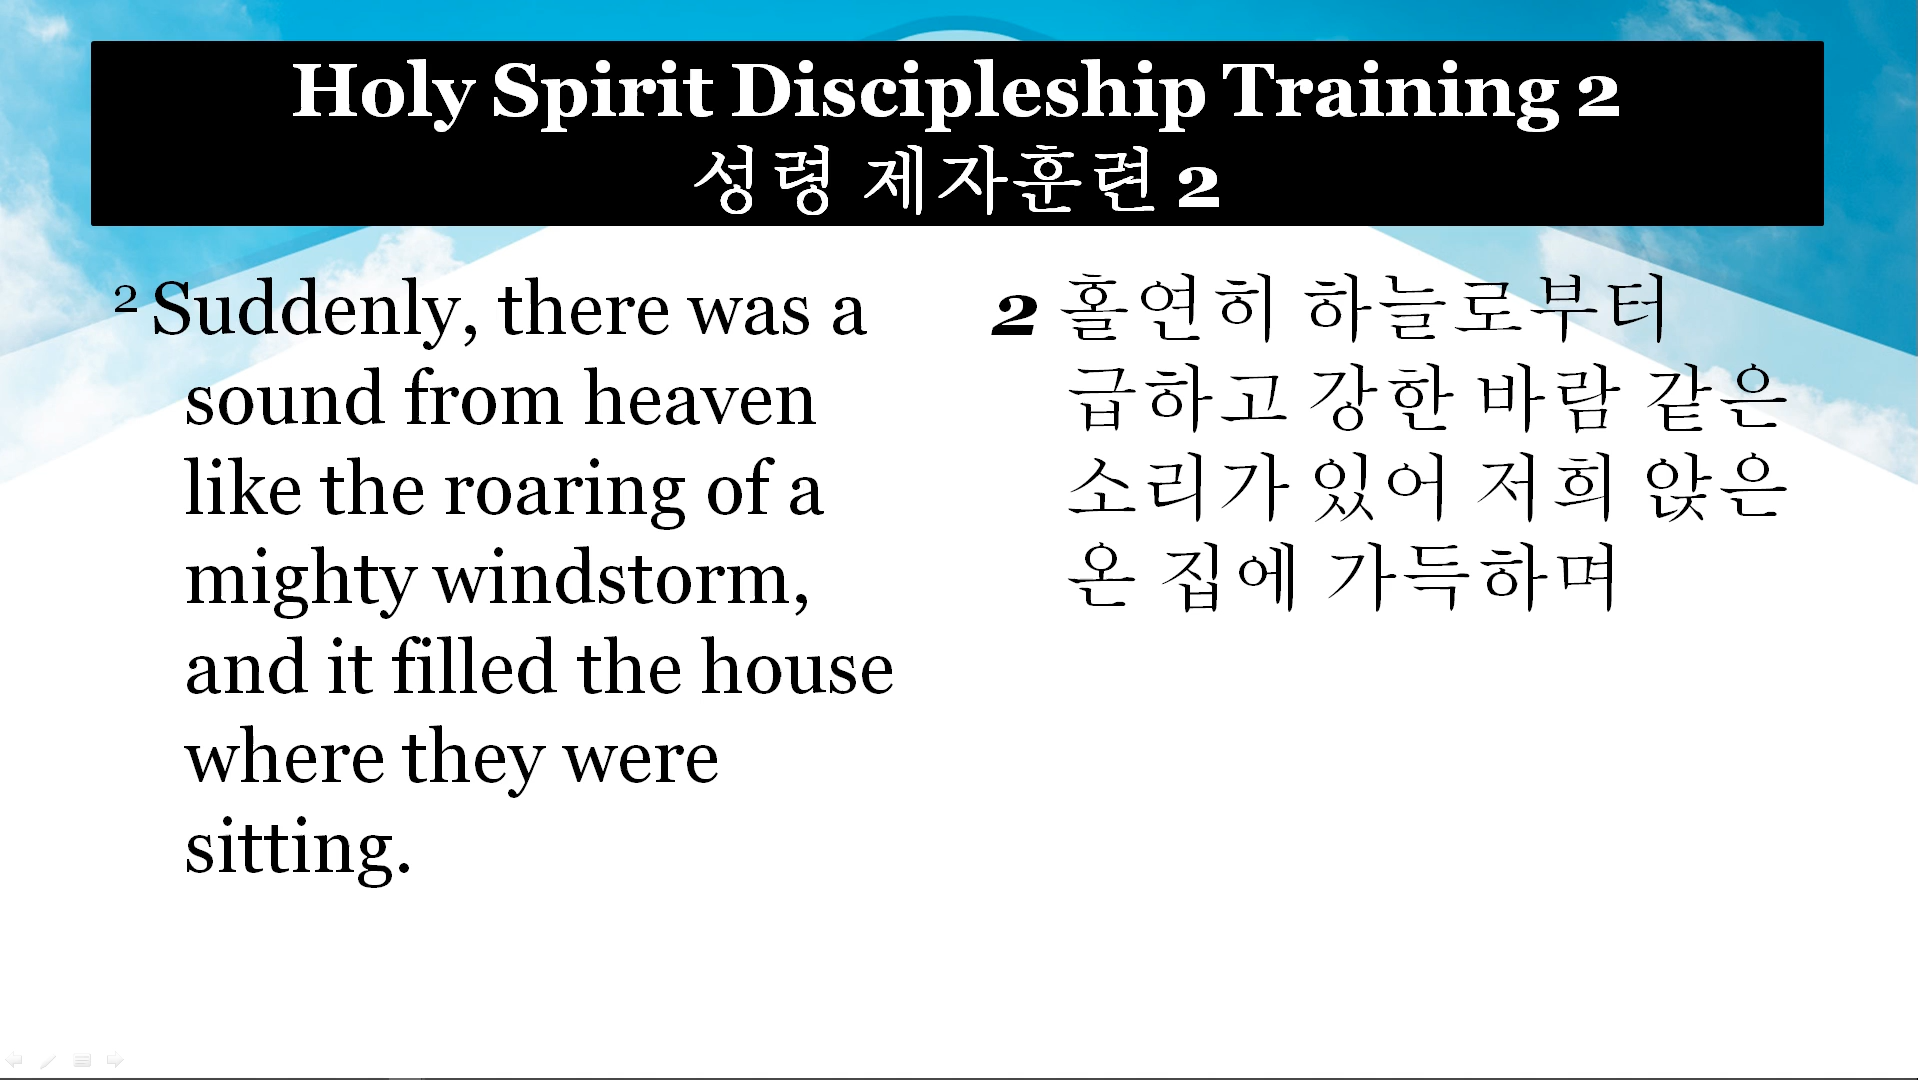 Holy Spirit Discipleship Training 2
성령 제자훈련 2
2 Suddenly, there was a
sound from heaven
like the roaring of a
mighty windstorm,
and it filled the house
where they were
sitting.
2 홀연히 하늘로부터
급하고 강한 바람 같은
소리가 있어 저희 앉은
온 집에 가득하며